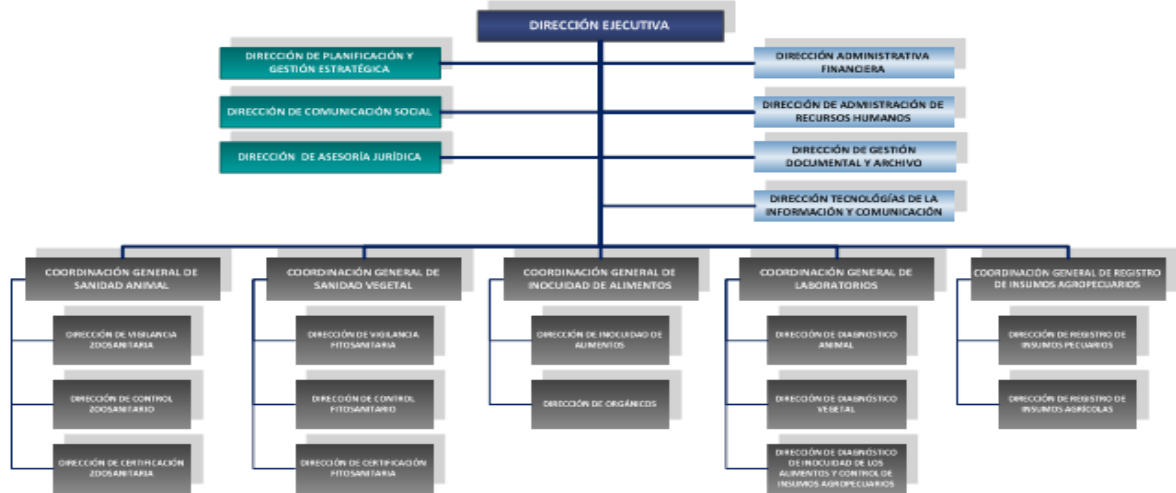 DIRECCIÓN EJECUTIVA
DIRECCIÓN DE PLANIFICACIÓN Y
GESTIÓN ESTRATÉGICA
DIRECCIÓN ADMINISTRATIVA
FINANCIERA
DIRECCIÓN DE COMUNICACIÓN SOCIAL
DIRECCIÓN DE ADMISTRACIÓN DE
RECURSOS HUMANOS
DIRECCIÓN DE ASESORÍA JURÍDICA
DIRECCIÓN DE GESTIÓN
DOCUMENTAL Y ARCHIVO
DIRECCIÓN TECNOLÓGÍAS DE LA
INFORMACIÓN Y COMUNICACIÓN
COORDINACIÓN GENERAL DE
SANIDAD ANIMAL
DIRECCIÓN DE VIGILANCIA
ZOOSANITARIA
DIRECCIÓN DE CONTROL
ZOOSANITARIO
DIRECCIÓN DE CERTIFICACIÓN
ZOOSANITARIA
COORDINACIÓN GENERAL DE
SANIDAD VEGETAL
DIRECCIÓN DE VIGILANCIA
FITOSANITARIA
DIRECCIÓN DE CONTROL
FITOSANITARIO
DIRECCIÓN DE CERTIFICACIÓN
FITOSANITARIA
COORDINACIÓN GENERAL DE
INOCUIDAD DE ALIMENTOS
DIRECCIÓN DE INOCUIDAD DE
ALIMENTOS
DIRECCIÓN DE ORGÁNICOS
COORDINACIÓN GENERAL DE
LABORATORIOS
DIRECCIÓN DE DIAGNÓSTICO
ANIMAL
DIRECCIÓN DE DIAGNÓSTICO
VEGETAL
DIRECCIÓN DE DIAGNÓSTICO
DE INOCUIDAD DE LOS
ALIMENTOS Y CONTROL DE
INSUMOS AGROPECUARIOS
COORDINACIÓN GENERAL DE REGISTRO
DE INSUMOS AGROPECUARIOS
DIRECCIÓN DE REGISTRO DE
INSUMOS PECUARIOS
DIRECCIÓN DE REGISTRO DE
INSUMOS AGRÍCOLAS